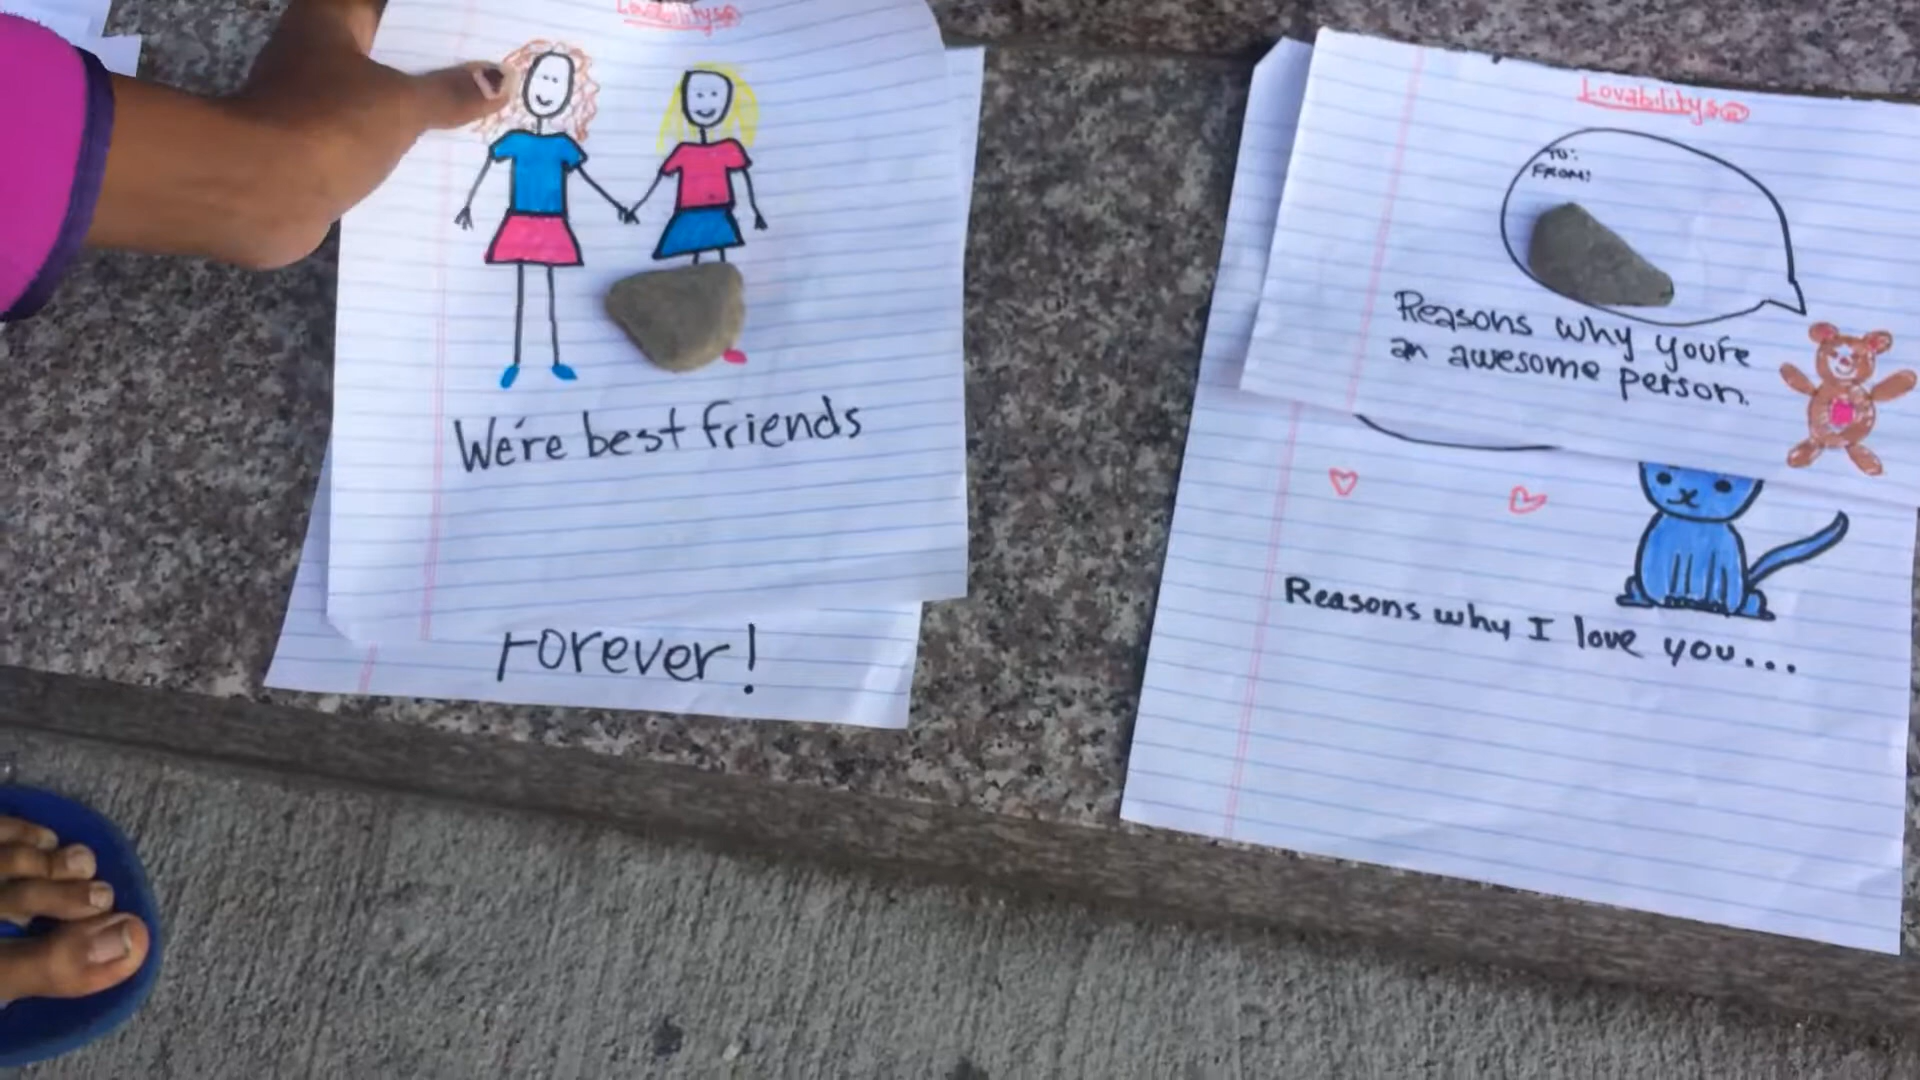 Lovabilitys
We're best friends
Forever!
Lovabilitys
TO:
FROM:
Reasons why you're
an awesome person.
Reasons why I love you...